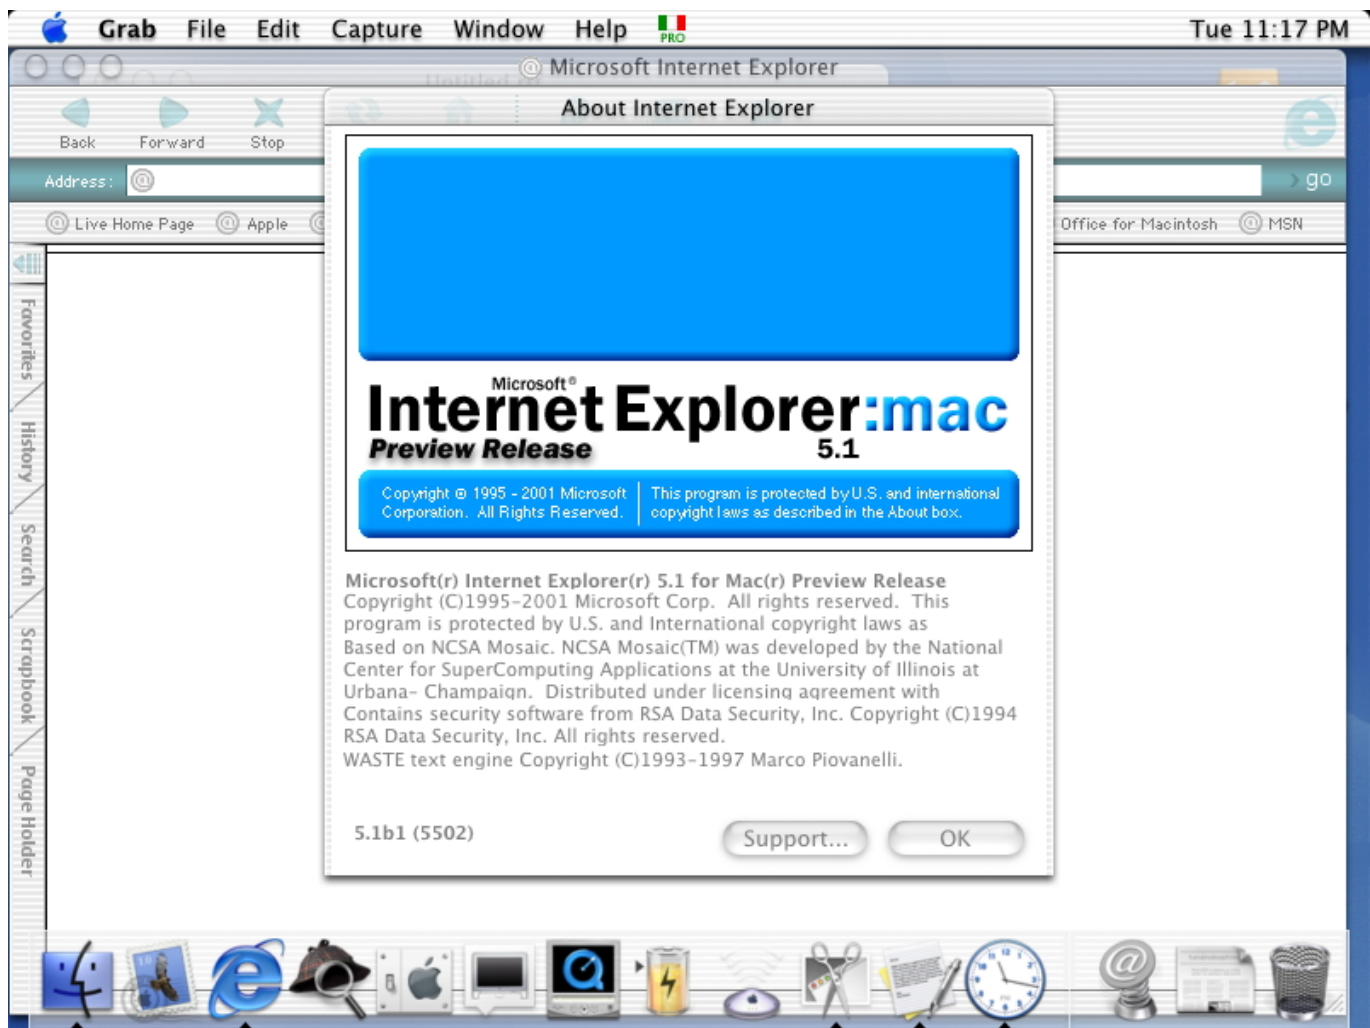 Grab File Edit Capture Window Help PRO Tue 11:17 PM
Microsoft Internet Explorer
About Internet Explorer
Back Forward Stop
Address: @ go
Live Home Page Apple Office for Macintosh MSN
Favorites
History
Search
Scrapbook
Page Holder
Microsoft®
Internet Explorer:mac
Preview Release 5.1
Copyright © 1995 - 2001 Microsoft
Corporation. All Rights Reserved.
This program is protected by U.S. and international
copyright laws as described in the About box.
Microsoft(r) Internet Explorer(r) 5.1 for Mac(r) Preview Release
Copyright (C)1995-2001 Microsoft Corp. All rights reserved. This
program is protected by U.S. and International copyright laws as
Based on NCSA Mosaic. NCSA Mosaic(TM) was developed by the National
Center for SuperComputing Applications at the University of Illinois at
Urbana- Champaign. Distributed under licensing agreement with
Contains security software from RSA Data Security, Inc. Copyright (C)1994
RSA Data Security, Inc. All rights reserved.
WASTE text engine Copyright (C)1993-1997 Marco Piovanelli.
5.1b1 (5502) Support... OK